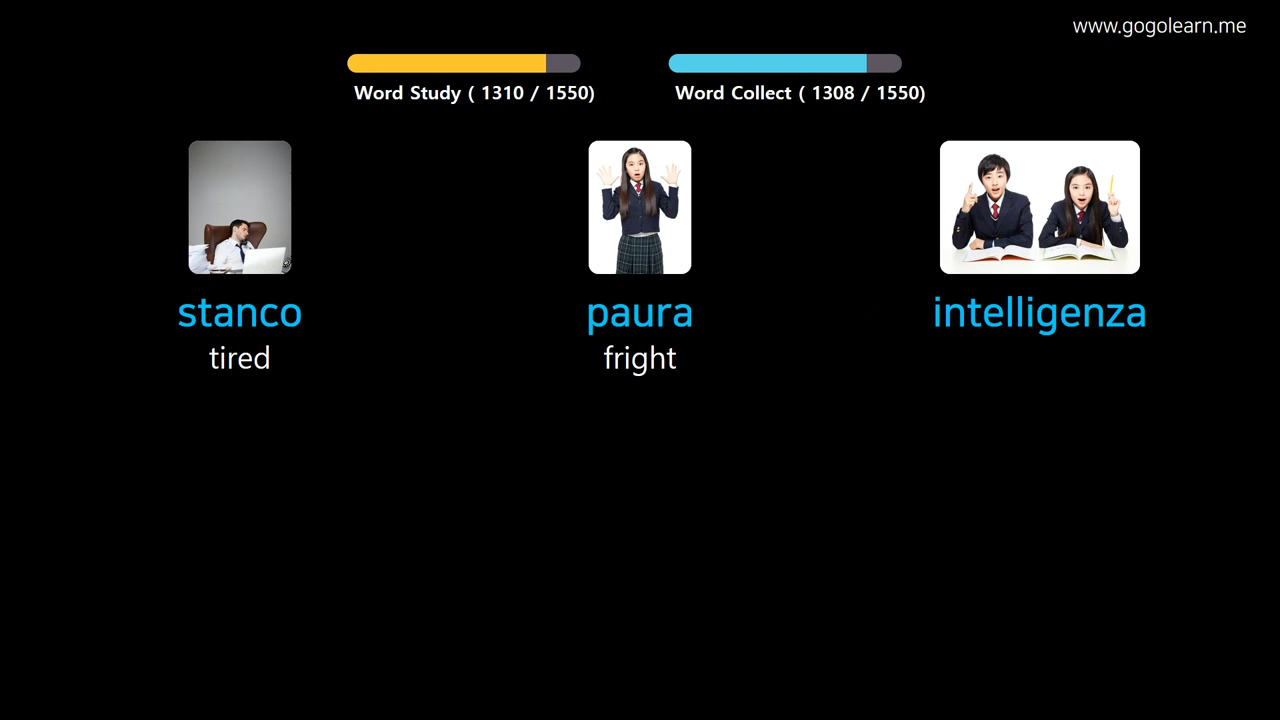 www.gogolearn.me
Word Study ( 1310 / 1550)
Word Collect ( 1308 / 1550)
stanco
paura
intelligenza
tired
fright